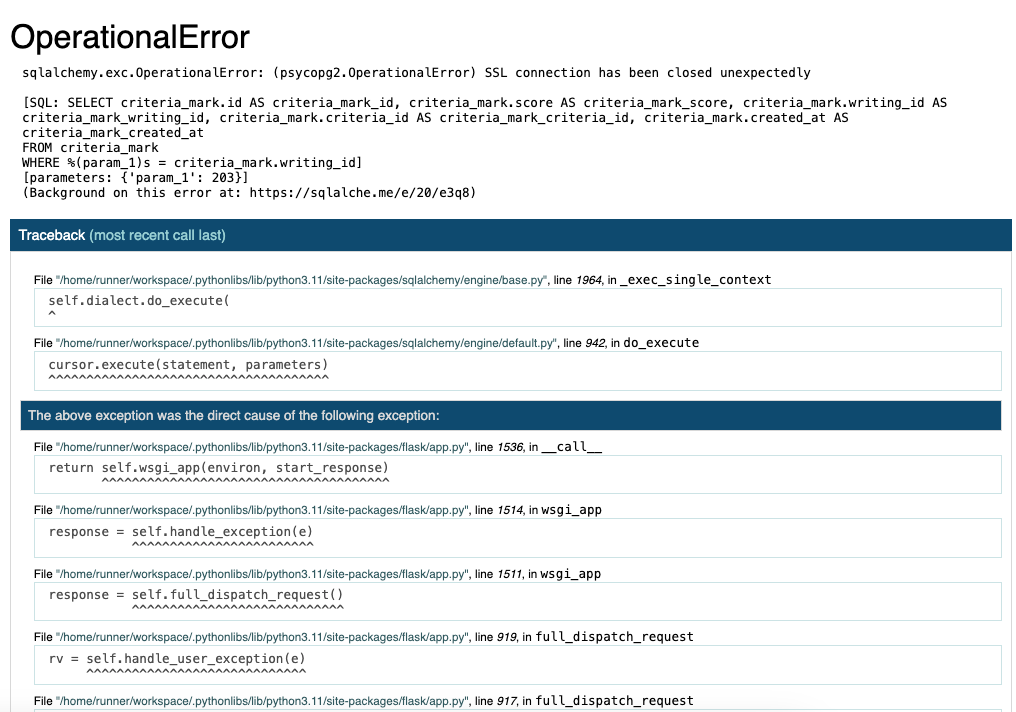 OperationalError
sqlalchemy.exc.OperationalError: (psycopg2.OperationalError) SSL connection has been closed unexpectedly
[SQL: SELECT criteria_mark.id AS criteria_mark_id, criteria_mark.score AS criteria_mark_score, criteria_mark.writing_id AS
criteria_mark_writing_id, criteria_mark.criteria_id AS criteria_mark_criteria_id, criteria_mark.created_at AS
criteria_mark_created_at
FROM criteria_mark
WHERE %(param_1)s = criteria_mark.writing_id]
[parameters: {'param_1': 203}]
(Background on this error at: https://sqlalche.me/e/20/e3q8)
Traceback (most recent call last)
File "/home/runner/workspace/.pythonlibs/lib/python3.11/site-packages/sqlalchemy/engine/base.py", line 1964, in _exec_single_context
self.dialect.do_execute(
^
File "/home/runner/workspace/.pythonlibs/lib/python3.11/site-packages/sqlalchemy/engine/default.py", line 942, in do_execute
cursor.execute(statement, parameters)
^^^^^^^^^^^^^^^^^^^^^^^^^^^^^^^^^^^^^
The above exception was the direct cause of the following exception:
File "/home/runner/workspace/.pythonlibs/lib/python3.11/site-packages/flask/app.py", line 1536, in __call__
return self.wsgi_app(environ, start_response)
^^^^^^^^^^^^^^^^^^^^^^^^^^^^^^^^^^^^^^
File "/home/runner/workspace/.pythonlibs/lib/python3.11/site-packages/flask/app.py", line 1514, in wsgi_app
response = self.handle_exception(e)
^^^^^^^^^^^^^^^^^^^^^^^^
File "/home/runner/workspace/.pythonlibs/lib/python3.11/site-packages/flask/app.py", line 1511, in wsgi_app
response = self.full_dispatch_request()
^^^^^^^^^^^^^^^^^^^^^^^^^^^^
File "/home/runner/workspace/.pythonlibs/lib/python3.11/site-packages/flask/app.py", line 919, in full_dispatch_request
rv = self.handle_user_exception(e)
^^^^^^^^^^^^^^^^^^^^^^^^^^^^^
File "/home/runner/workspace/.pythonlibs/lib/python3.11/site-packages/flask/app.py", line 917, in full_dispatch_request